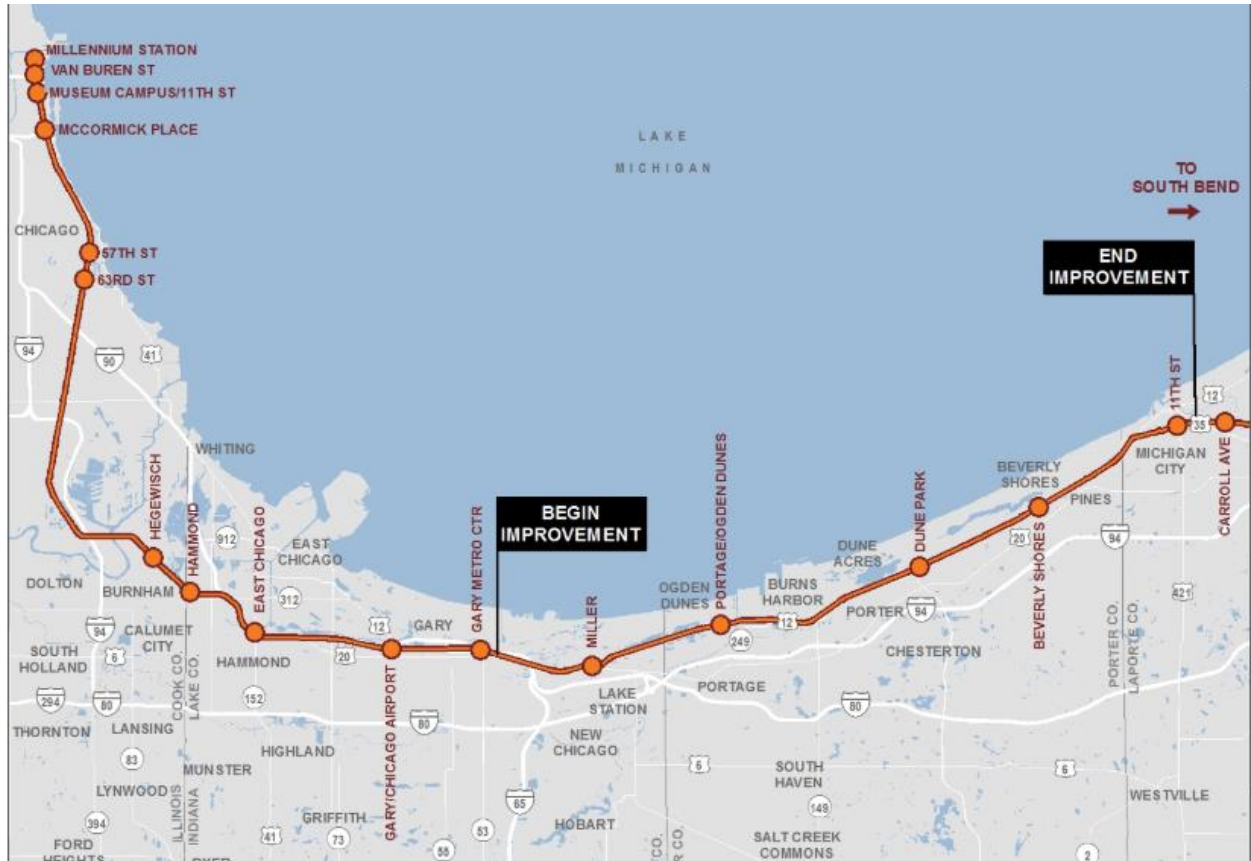 MILLENNIUM STATION
VAN BUREN ST
MUSEUM CAMPUS/11TH ST
MCCORMICK PLACE
LAKE
MICHIGAN
TO
SOUTH BEND
CHICAGO
57TH ST
63RD ST
END
IMPROVEMENT
94
90
41
WHITING
HEGEWISCH
HAMMOND
EAST CHICAGO
912
EAST
CHICAGO
312
DOLTON
BURNHAM
CALUMET
CITY
94
6
SOUTH
HOLLAND
HAMMOND
12
20
GARY
GARY/CHICAGO AIRPORT
GARY METRO CTR
BEGIN
IMPROVEMENT
MILLER
OGDEN
DUNES
PORTAGE/OGDEN DUNES
249
BURNS
HARBOR
12
DUNE
ACRES
DUNE PARK
PORTER
94
CHESTERTON
BEVERLY
SHORES
BEVERLY SHORES
20
PINES
11TH ST
12
35
MICHIGAN
CITY
CARROLL AVE
94
421
PORTER CO.
LAPORTE CO.
294
80
THORNTON
LANSING
83
COOK CO.
LAKE CO.
152
HIGHLAND
MUNSTER
LYNWOOD
ILLINOIS
INDIANA
394
FORD
HEIGHTS
41
GRIFFITH
73
55
53
80
65
LAKE
STATION
NEW
CHICAGO
HOBART
PORTAGE
80
6
SOUTH
HAVEN
149
SALT CREEK
COMMONS
6
WESTVILLE
2